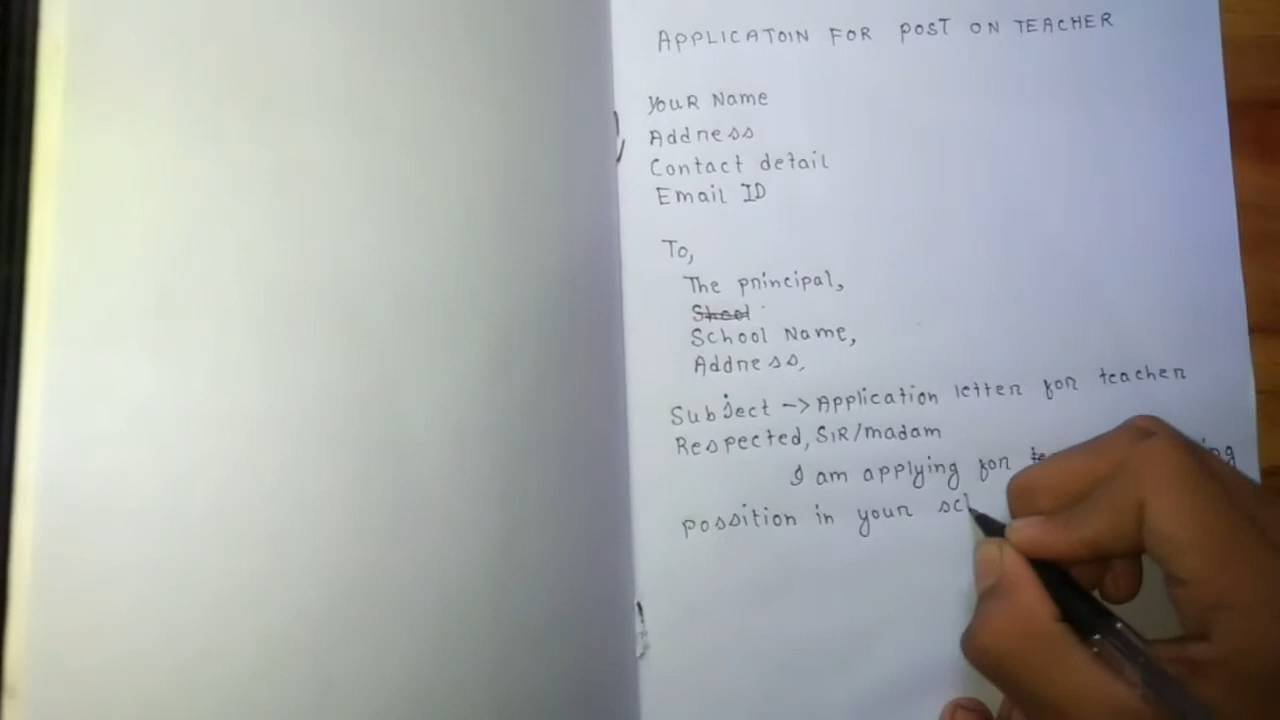 APPLICATOIN FOR POST ON TEACHER
YOUR Name
Address
Contact detail
Email ID
To,
The principal,
School Name,
Address,
Subject -> Application letter for teacher
Respected, SIR/madam
I am applying for
possition in your sch